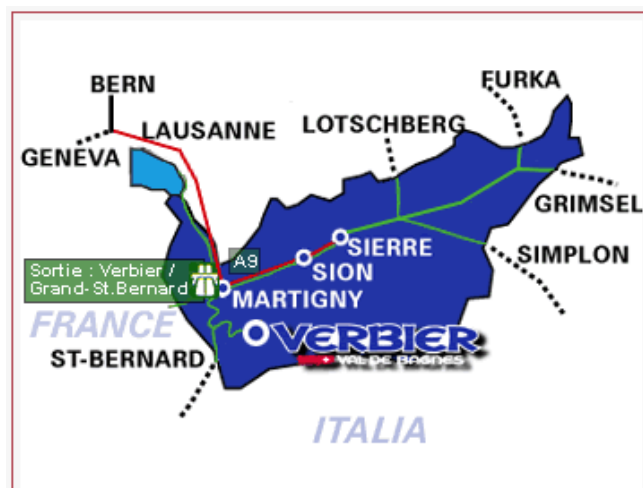 BERN
FURKA
LAUSANNE
LOTSCHBERG
GENEVA
GRIMSEL
SIERRE
SIMPLON
A9
SION
Sortie : Verbier /
Grand-St.Bernard
MARTIGNY
FRANCE
VERBIER
ST-BERNARD
VAL DE BAGNES
ITALIA